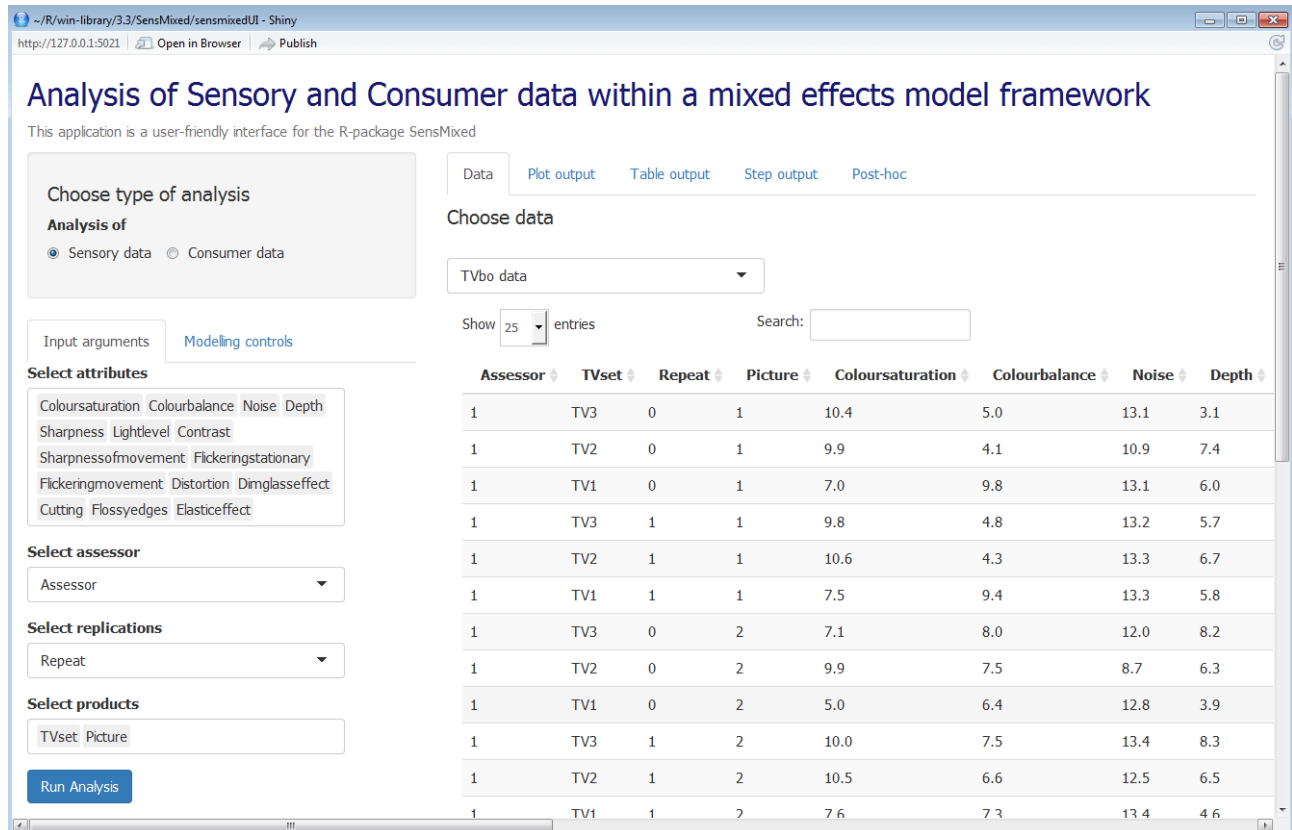 ~/R/win-library/3.3/SensMixed/sensmixedUI - Shiny
http://127.0.0.1:5021 Open in Browser Publish
Analysis of Sensory and Consumer data within a mixed effects model framework
This application is a user-friendly interface for the R-package SensMixed
Choose type of analysis
Analysis of
Sensory data Consumer data
Input arguments Modelling controls
Select attributes
Coloursaturation Colourbalance Noise Depth
Sharpness Lightlevel Contrast
Sharpnessofmovement Flickeringstationary
Flickeringmovement Distortion Dimglasseffect
Cutting Flossyedges Elasticeffect
Select assessor
Assessor
Select replications
Repeat
Select products
TVset Picture
Run Analysis
Data Plot output Table output Step output Post-hoc
Choose data
TVbo data
Show 25 entries Search:
Assessor TVset Repeat Picture Coloursaturation Colourbalance Noise Depth
1 TV3 0 1 10.4 5.0 13.1 3.1
1 TV2 0 1 9.9 4.1 10.9 7.4
1 TV1 0 1 7.0 9.8 13.1 6.0
1 TV3 1 1 9.8 4.8 13.2 5.7
1 TV2 1 1 10.6 4.3 13.3 6.7
1 TV1 1 1 7.5 9.4 13.3 5.8
1 TV3 0 2 7.1 8.0 12.0 8.2
1 TV2 0 2 9.9 7.5 8.7 6.3
1 TV1 0 2 5.0 6.4 12.8 3.9
1 TV3 1 2 10.0 7.5 13.4 8.3
1 TV2 1 2 10.5 6.6 12.5 6.5
1 TV1 1 2 7.6 7.3 13.4 4.6